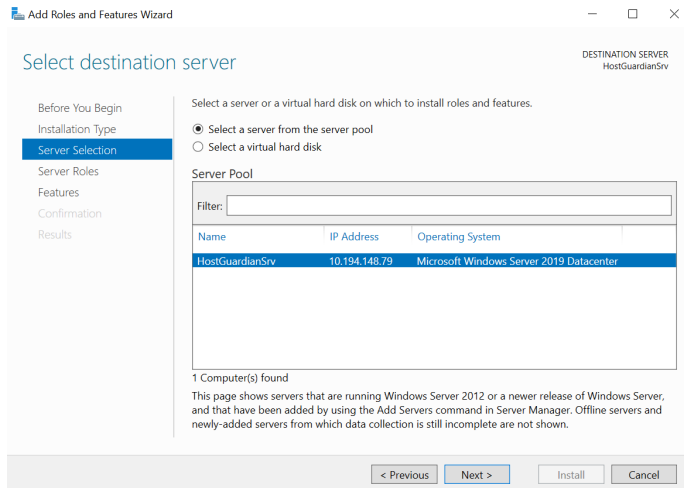 Add Roles and Features Wizard
Select destination server
DESTINATION SERVER
HostGuardianSrv
Before You Begin
Installation Type
Server Selection
Server Roles
Features
Confirmation
Results
Select a server or a virtual hard disk on which to install roles and features.
Select a server from the server pool
Select a virtual hard disk
Server Pool
Filter:
Name IP Address Operating System
HostGuardianSrv 10.194.148.79 Microsoft Windows Server 2019 Datacenter
1 Computer(s) found
This page shows servers that are running Windows Server 2012 or a newer release of Windows Server,
and that have been added by using the Add Servers command in Server Manager. Offline servers and
newly-added servers from which data collection is still incomplete are not shown.
< Previous Next > Install Cancel